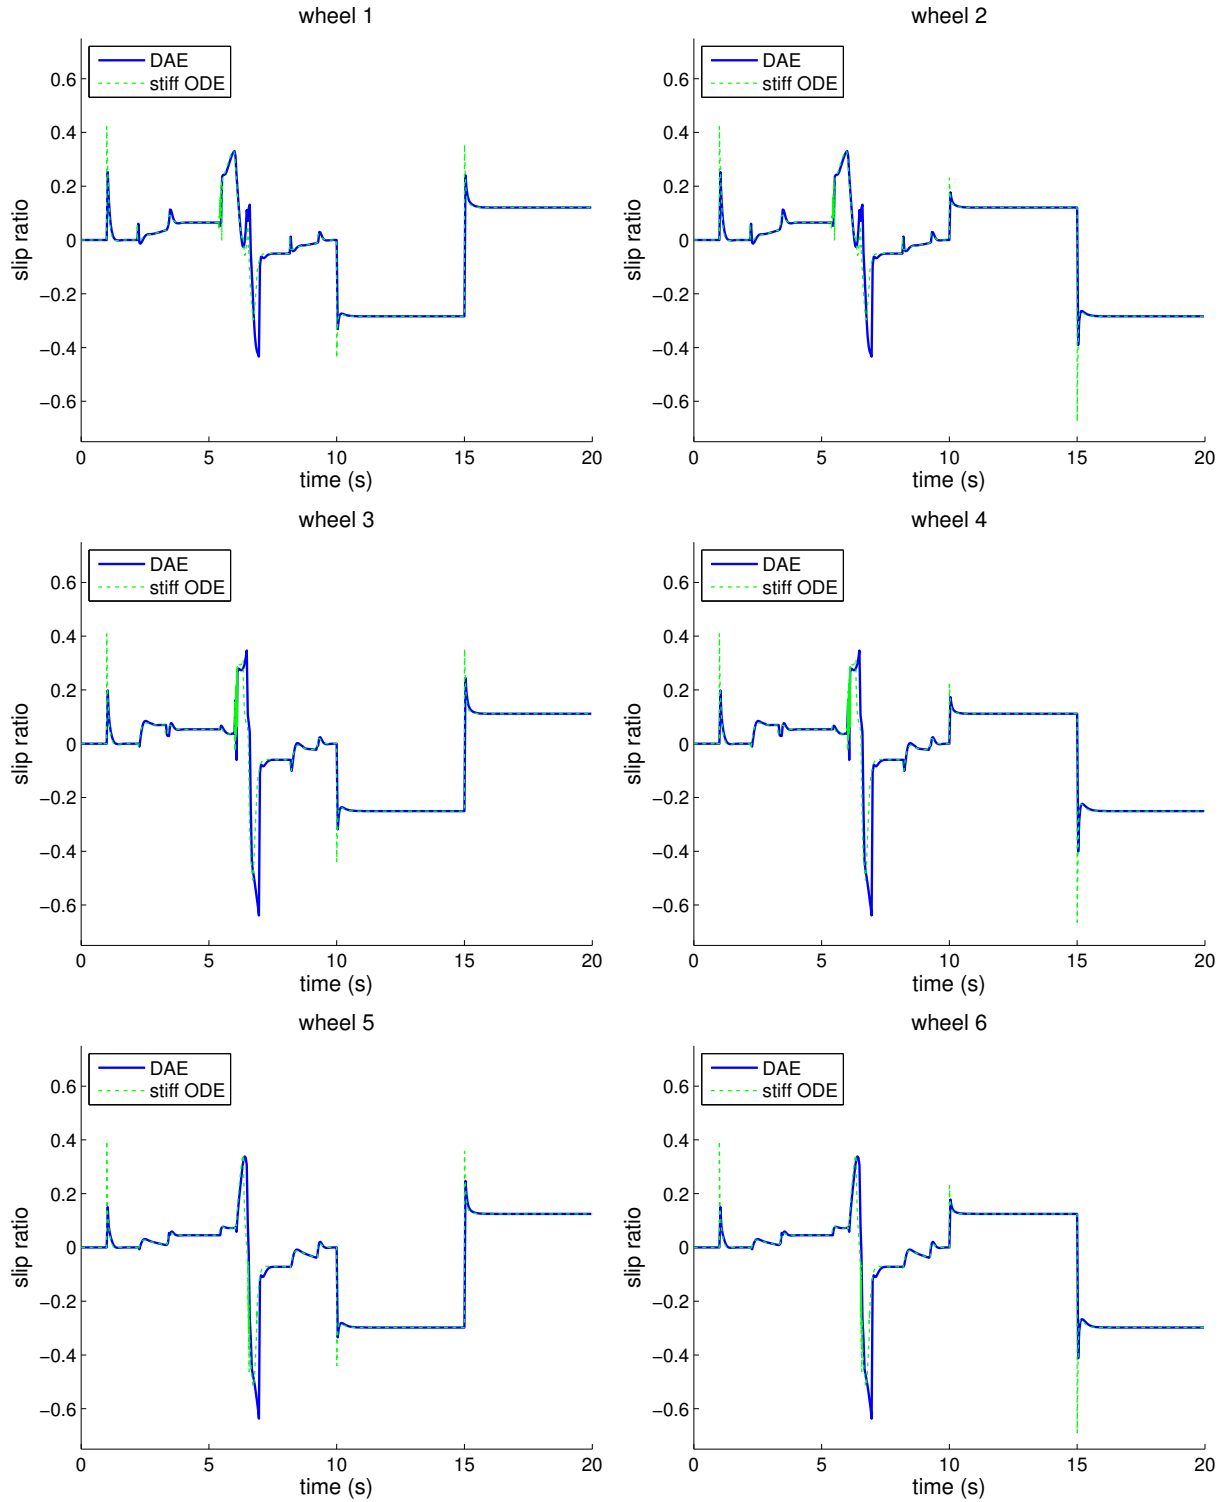 wheel 1
DAE
stiff ODE
0.6
0.4
0.2
0
−0.2
−0.4
−0.6
slip ratio
0 5 10 15 20
time (s)
wheel 2
DAE
stiff ODE
0.6
0.4
0.2
0
−0.2
−0.4
−0.6
slip ratio
0 5 10 15 20
time (s)
wheel 3
DAE
stiff ODE
0.6
0.4
0.2
0
−0.2
−0.4
−0.6
slip ratio
0 5 10 15 20
time (s)
wheel 4
DAE
stiff ODE
0.6
0.4
0.2
0
−0.2
−0.4
−0.6
slip ratio
0 5 10 15 20
time (s)
wheel 5
DAE
stiff ODE
0.6
0.4
0.2
0
−0.2
−0.4
−0.6
slip ratio
0 5 10 15 20
time (s)
wheel 6
DAE
stiff ODE
0.6
0.4
0.2
0
−0.2
−0.4
−0.6
slip ratio
0 5 10 15 20
time (s)